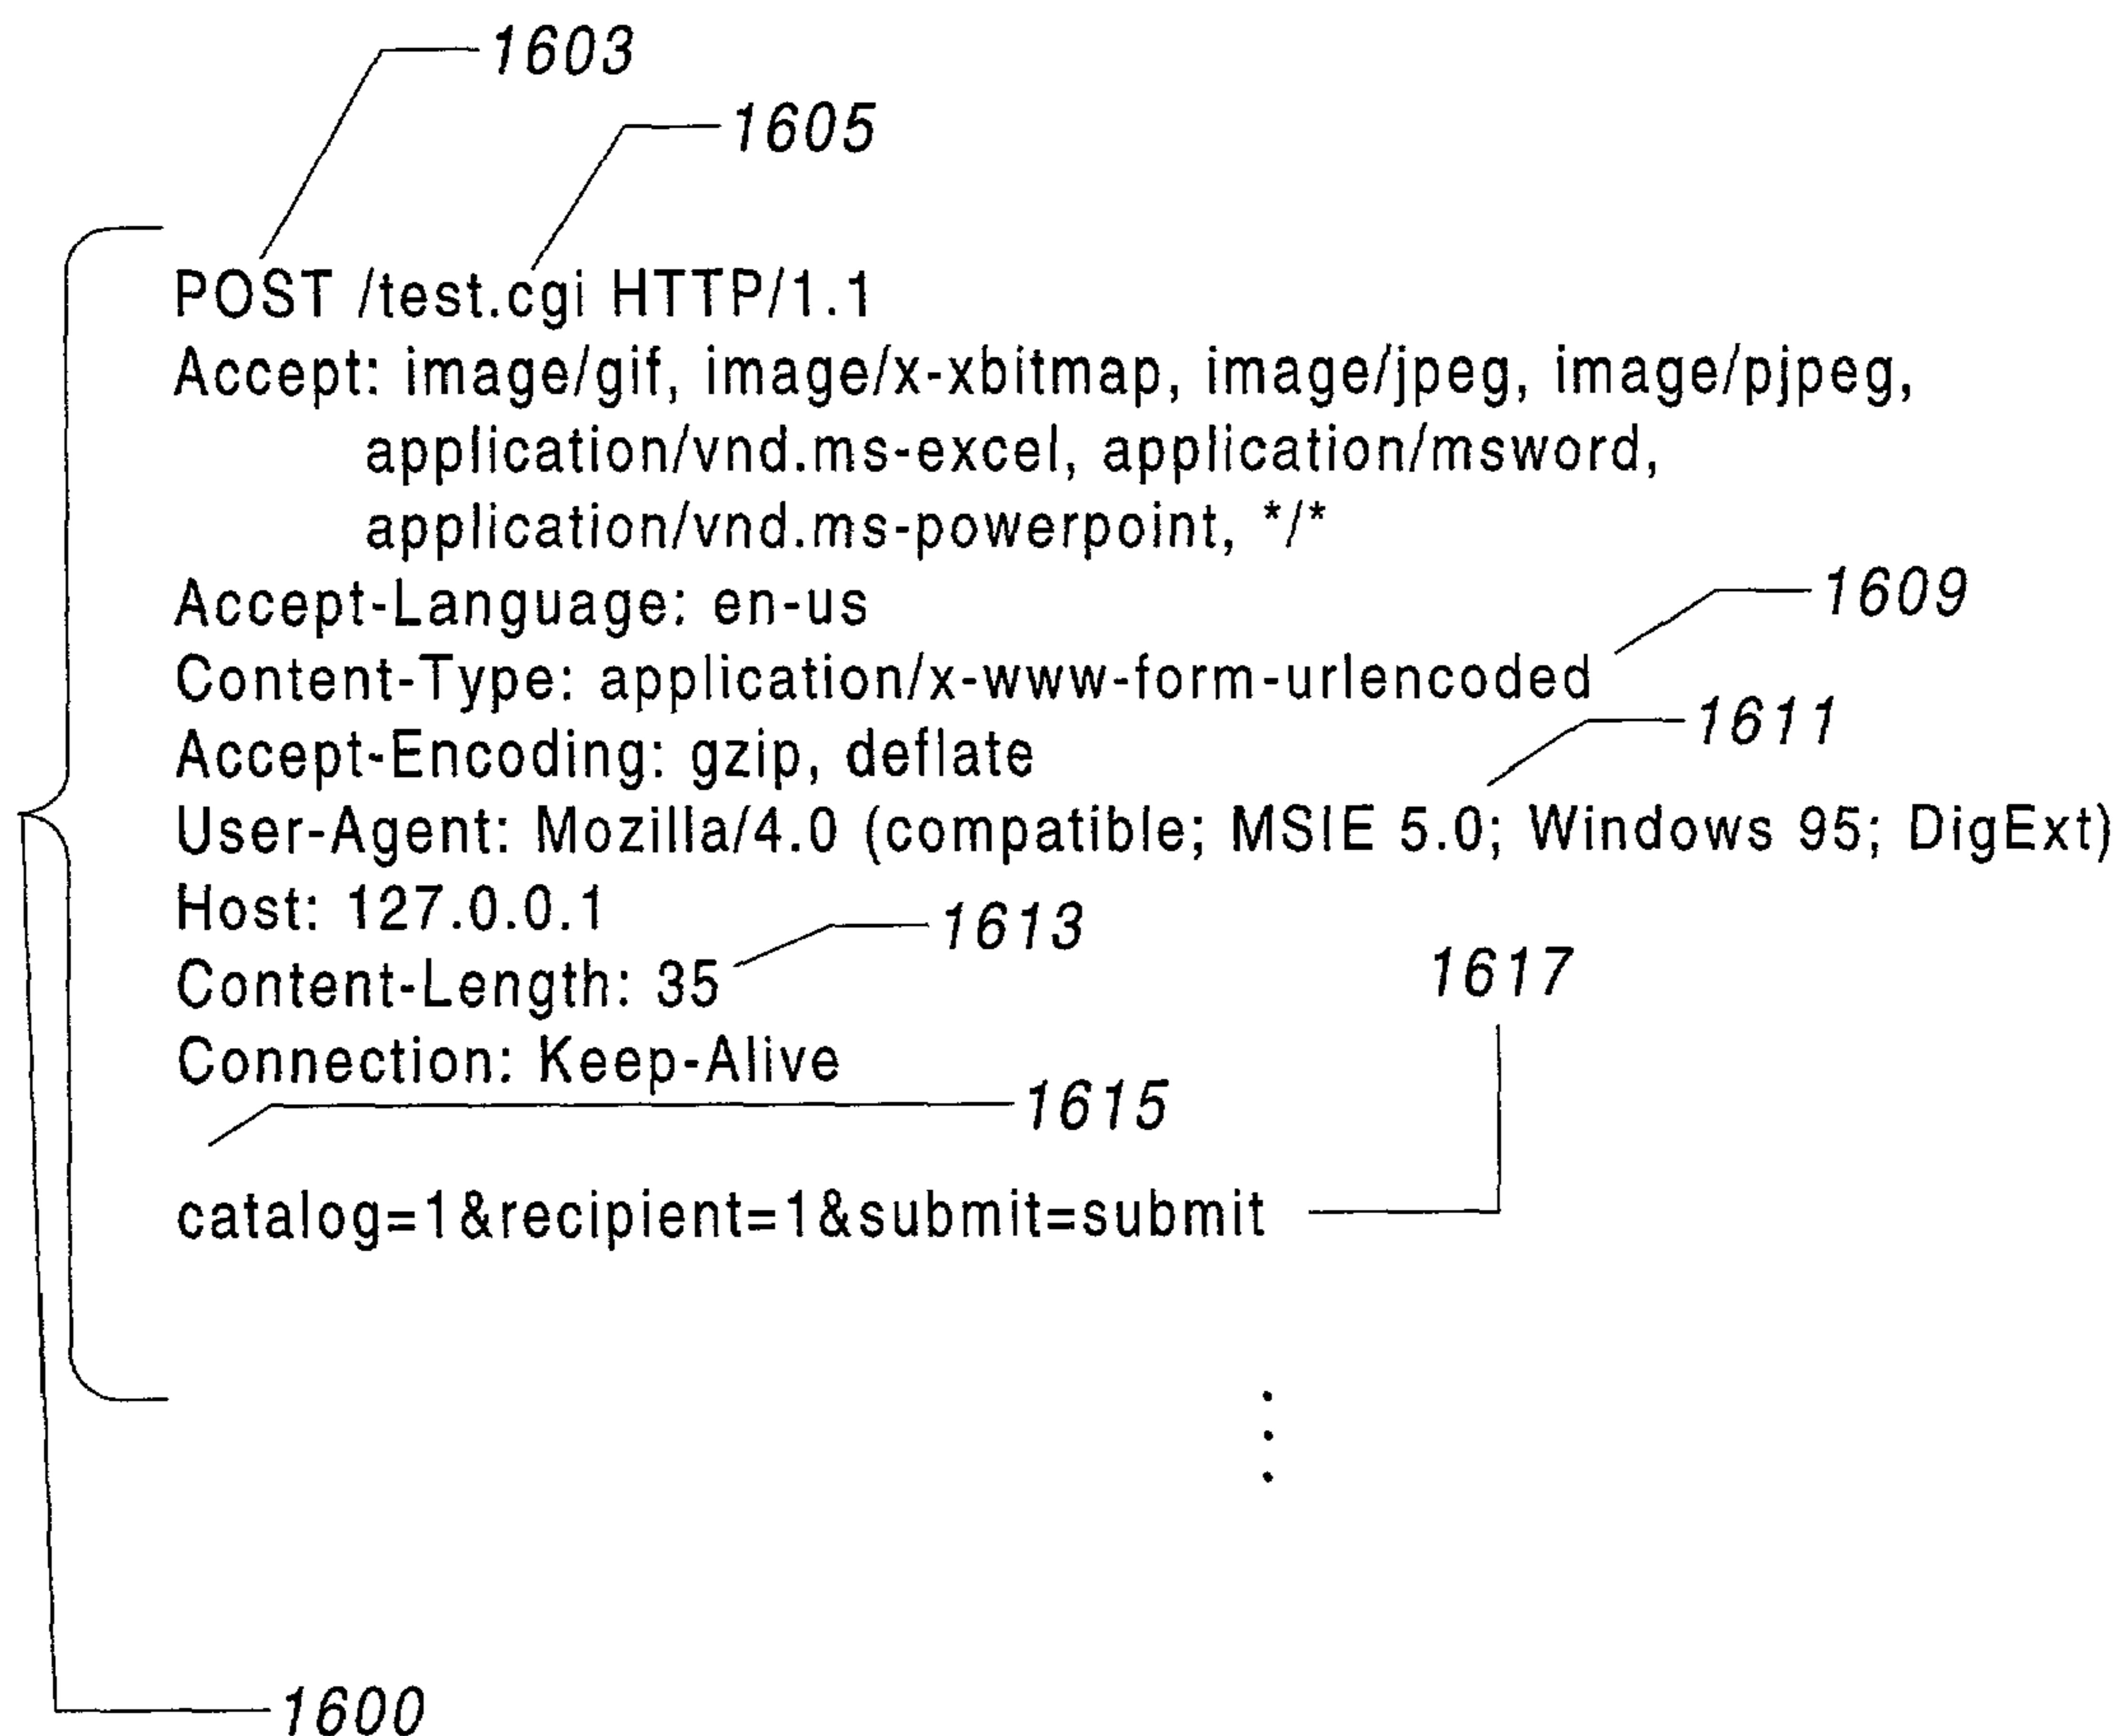 1603
1605
POST /test.cgi HTTP/1.1
Accept: image/gif, image/x-xbitmap, image/jpeg, image/pjpeg,
application/vnd.ms-excel, application/msword,
application/vnd.ms-powerpoint, */*
Accept-Language: en-us
1609
Content-Type: application/x-www-form-urlencoded
1611
Accept-Encoding: gzip, deflate
User-Agent: Mozilla/4.0 (compatible; MSIE 5.0; Windows 95; DigExt)
Host: 127.0.0.1
1613
Content-Length: 35
1617
Connection: Keep-Alive
1615
catalog=1&recipient=1&submit=submit
1600